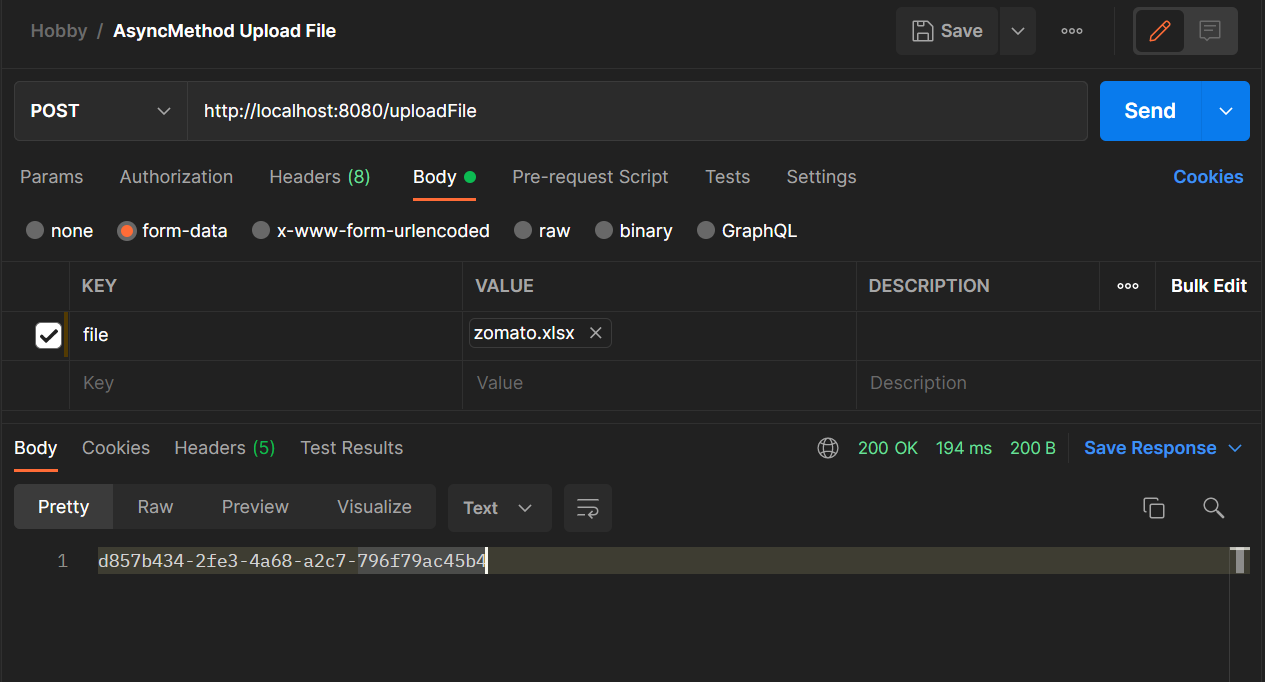 Hobby / AsyncMethod Upload File Save
POST http://localhost:8080/uploadFile Send
Params Authorization Headers (8) Body Pre-request Script Tests Settings Cookies
none form-data x-www-form-urlencoded raw binary GraphQL
KEY VALUE DESCRIPTION Bulk Edit
file zomato.xlsx
Key Value Description
Body Cookies Headers (5) Test Results 200 OK 194 ms 200 B Save Response
Pretty Raw Preview Visualize Text
1 d857b434-2fe3-4a68-a2c7-796f79ac45b4